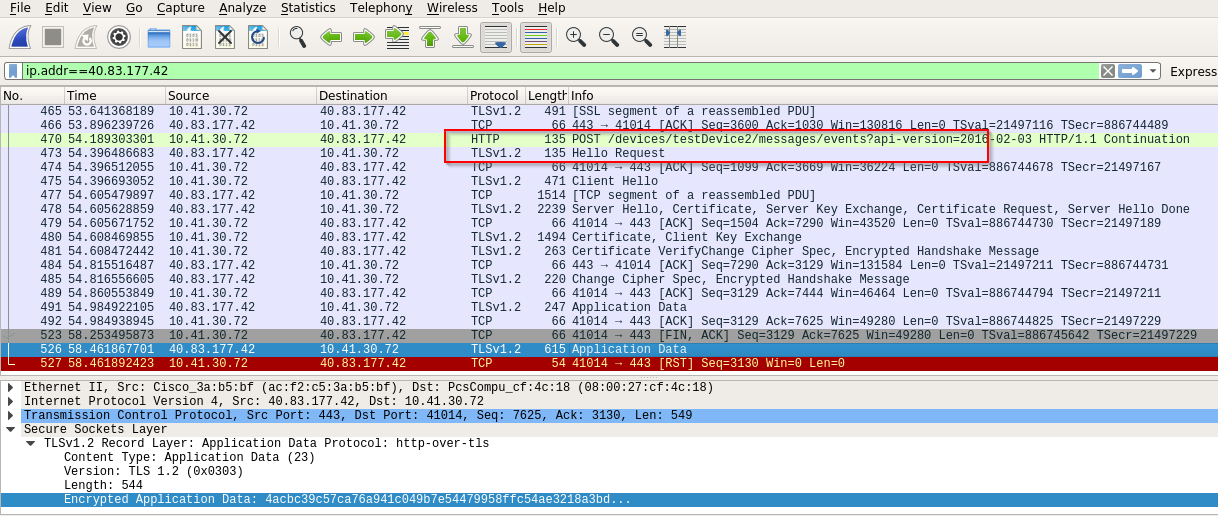 File Edit View Go Capture Analyze Statistics Telephony Wireless Tools Help
ip.addr==40.83.177.42 Express
No. Time Source Destination Protocol Length Info
465 53.641368189 10.41.30.72 40.83.177.42 TLSv1.2 491 [SSL segment of a reassembled PDU]
466 53.896239726 40.83.177.42 10.41.30.72 TCP 66 443 → 41014 [ACK] Seq=3600 Ack=1030 Win=130816 Len=0 TSval=21497116 TSecr=886744489
470 54.189303301 10.41.30.72 40.83.177.42 HTTP 135 POST /devices/testDevice2/messages/events?api-version=2016-02-03 HTTP/1.1 Continuation
473 54.394486683 40.83.177.42 10.41.30.72 TLSv1.2 135 Hello Request
474 54.396512055 10.41.30.72 40.83.177.42 TCP 66 41014 → 443 [ACK] Seq=1099 Ack=3669 Win=36224 Len=0 TSval=886744678 TSecr=21497167
475 54.396693052 10.41.30.72 40.83.177.42 TLSv1.2 471 Client Hello
477 54.605479897 40.83.177.42 10.41.30.72 TCP 1514 [TCP segment of a reassembled PDU]
478 54.605628859 40.83.177.42 10.41.30.72 TLSv1.2 2239 Server Hello, Certificate, Server Key Exchange, Certificate Request, Server Hello Done
479 54.605671752 10.41.30.72 40.83.177.42 TCP 66 41014 → 443 [ACK] Seq=1504 Ack=7290 Win=43520 Len=0 TSval=886744730 TSecr=21497189
480 54.608469855 10.41.30.72 40.83.177.42 TLSv1.2 1494 Certificate, Client Key Exchange
481 54.608472442 10.41.30.72 40.83.177.42 TLSv1.2 263 Certificate VerifyChange Cipher Spec, Encrypted Handshake Message
484 54.815516487 40.83.177.42 10.41.30.72 TCP 66 443 → 41014 [ACK] Seq=7290 Ack=3129 Win=131584 Len=0 TSval=21497211 TSecr=886744731
485 54.816556605 40.83.177.42 10.41.30.72 TLSv1.2 220 Change Cipher Spec, Encrypted Handshake Message
489 54.860553849 10.41.30.72 40.83.177.42 TCP 66 41014 → 443 [ACK] Seq=3129 Ack=7444 Win=46464 Len=0 TSval=886744794 TSecr=21497211
491 54.984922105 40.83.177.42 10.41.30.72 TLSv1.2 247 Application Data
492 54.984938945 10.41.30.72 40.83.177.42 TCP 66 41014 → 443 [ACK] Seq=3129 Ack=7625 Win=49280 Len=0 TSval=886744825 TSecr=21497229
523 58.253495873 10.41.30.72 40.83.177.42 TCP 66 41014 → 443 [FIN, ACK] Seq=3129 Ack=7625 Win=49280 Len=0 TSval=886745642 TSecr=21497229
526 58.461867701 40.83.177.42 10.41.30.72 TLSv1.2 615 Application Data
527 58.461892423 10.41.30.72 40.83.177.42 TCP 54 41014 → 443 [RST] Seq=3130 Win=0 Len=0
Ethernet II, Src: Cisco_3a:b5:bf (ac:f2:c5:3a:b5:bf), Dst: PcsCompu_cf:4c:18 (08:00:27:cf:4c:18)
Internet Protocol Version 4, Src: 40.83.177.42, Dst: 10.41.30.72
Transmission Control Protocol, Src Port: 443, Dst Port: 41014, Seq: 7625, Ack: 3130, Len: 549
Secure Sockets Layer
TLSv1.2 Record Layer: Application Data Protocol: http-over-tls
Content Type: Application Data (23)
Version: TLS 1.2 (0x0303)
Length: 544
Encrypted Application Data: 4acbc39c57ca76a941c049b7e54479958ffc54ae3218a3bd...